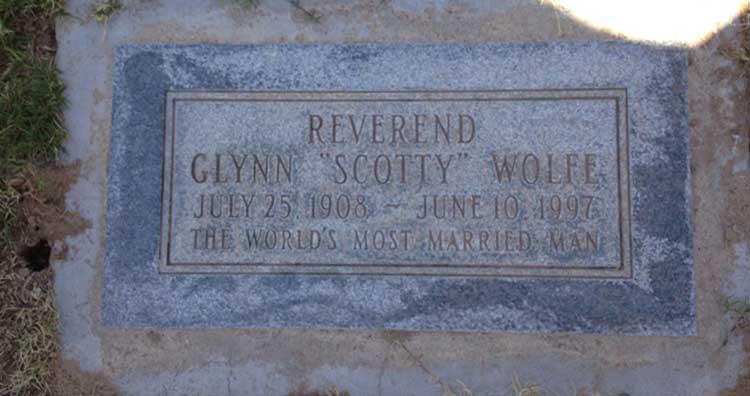 REVEREND
GLYNN "SCOTTY" WOLFE
JULY 25, 1908 ~ JUNE 10, 1997
THE WORLD'S MOST MARRIED MAN